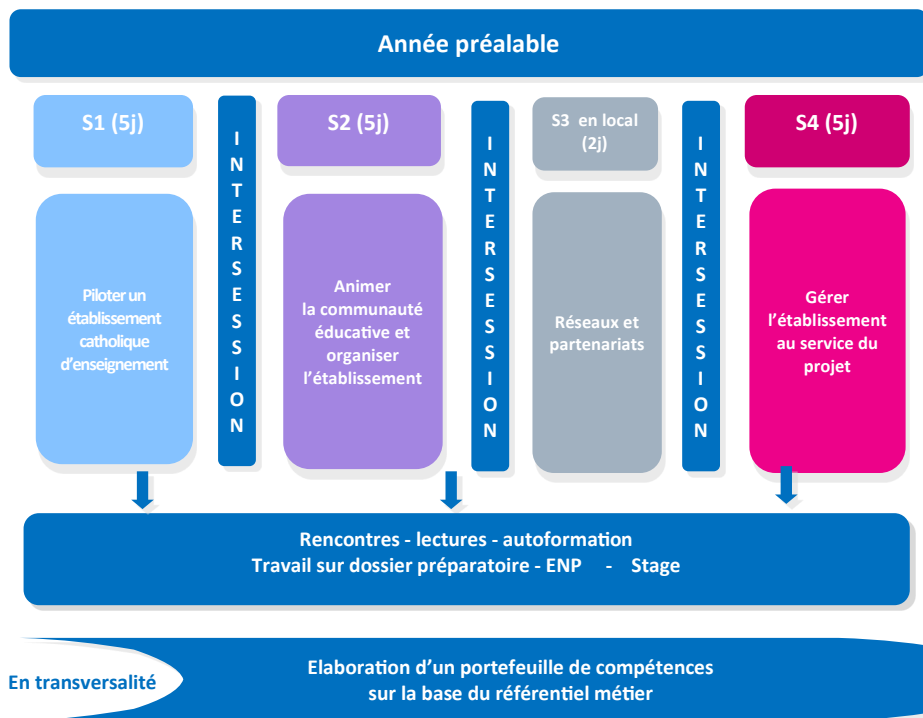 Année préalable
S1 (5j)
Piloter un
établissement
catholique
d'enseignement
INTERSESSION
S2 (5j)
Animer
la communauté
éducative et
organiser
l'établissement
INTERSESSION
S3 en local
(2j)
Réseaux et
partenariats
INTERSESSION
S4 (5j)
Gérer
l'établissement
au service du
projet
Rencontres - lectures - autoformation
Travail sur dossier préparatoire - ENP - Stage
En transversalité
Elaboration d'un portefeuille de compétences
sur la base du référentiel métier